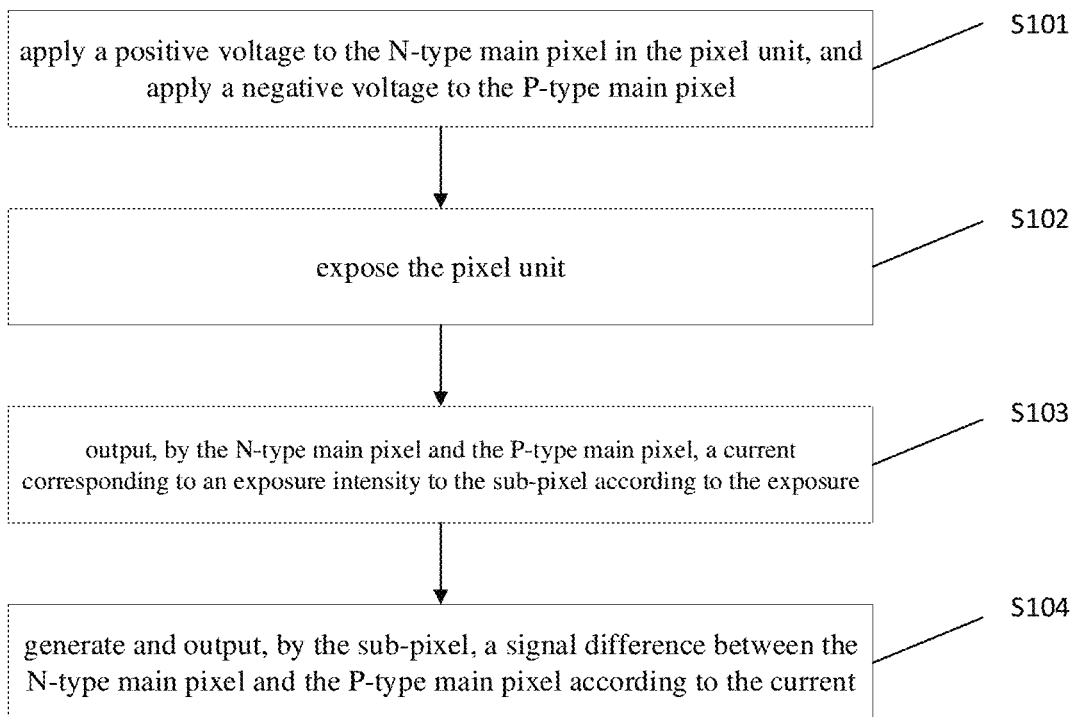 S101
apply a positive voltage to the N-type main pixel in the pixel unit, and
apply a negative voltage to the P-type main pixel
S102
expose the pixel unit
S103
output, by the N-type main pixel and the P-type main pixel, a current
corresponding to an exposure intensity to the sub-pixel according to the exposure
S104
generate and output, by the sub-pixel, a signal difference between the
N-type main pixel and the P-type main pixel according to the current